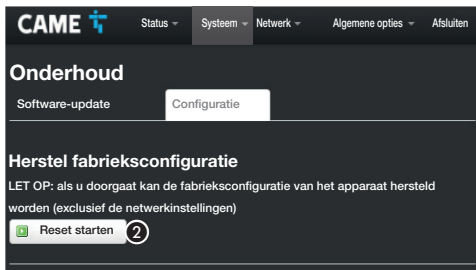 CAME Status Systeem Netwerk Algemene opties Afsluiten
Onderhoud
Software-update Configuratie
Herstel fabrieksconfiguratie
LET OP: als u doorgaat kan de fabrieksconfiguratie van het apparaat hersteld
worden (exclusief de netwerkinstellingen)
Reset starten 2